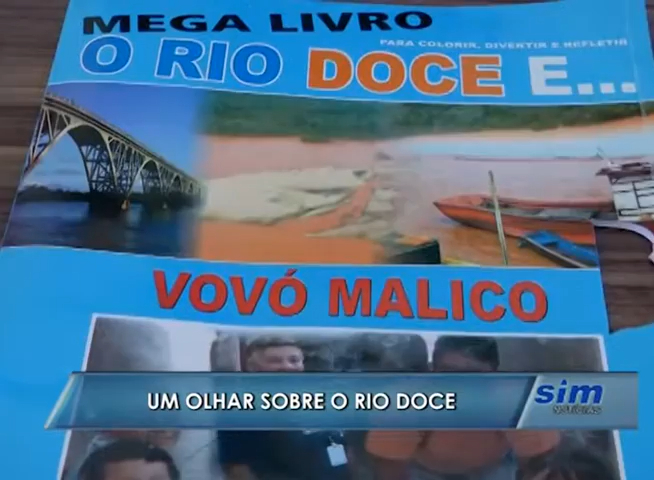 MEGA LIVRO
PARA COLORIR, DIVERTIR E REFLETIR
O RIO DOCE E...
VOVÓ MALICO
UM OLHAR SOBRE O RIO DOCE
sim
NOTÍCIAS